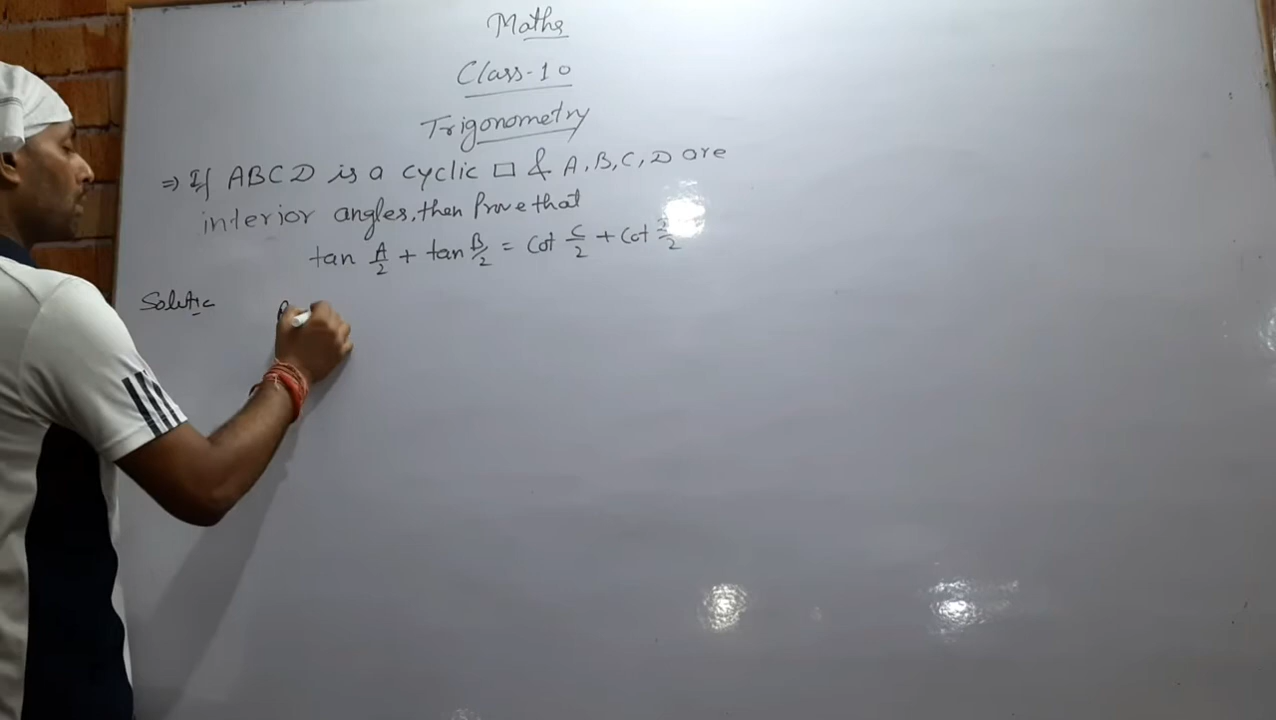 Maths
Class-10
Trigonometry
⇒ If ABCD is a cyclic □ & A, B, C, D are
interior angles, then Prove that
tan A/2 + tan B/2 = Cot C/2 + Cot /2